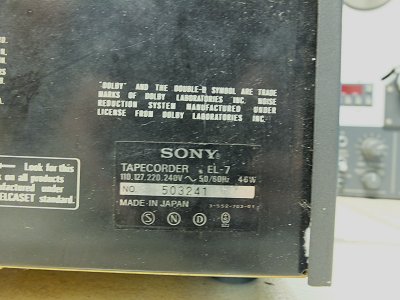 "DOLBY" AND THE DOUBLE-D SYMBOL ARE TRADE
MARKS OF DOLBY LABORATORIES INC. NOISE
REDUCTION SYSTEM MANUFACTURED UNDER
LICENSE FROM DOLBY LABORATORIES INC.
Look for this
on all products
under
ELCASET standard.
SONY
TAPECORDER EL-7
110,127,220,240V ~ 50/60Hz 46W
NO. 503241
MADE IN JAPAN
S N D